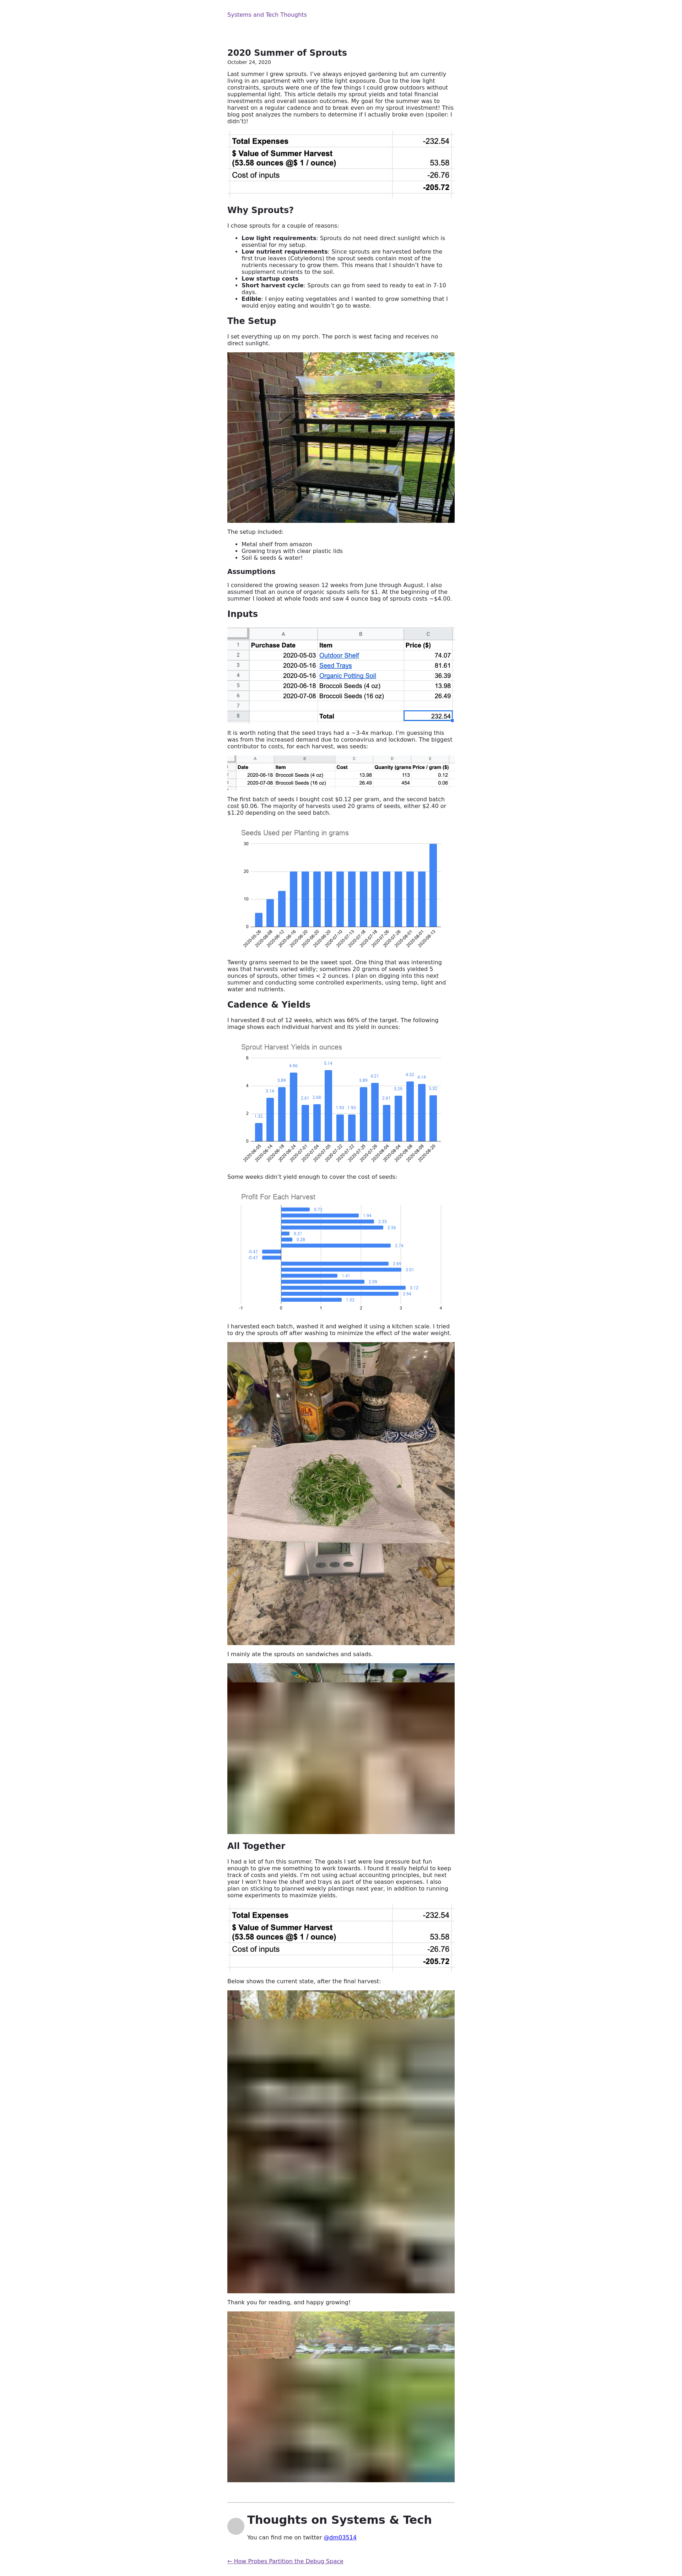 Systems and Tech Thoughts
2020 Summer of Sprouts
October 24, 2020
Last summer I grew sprouts. I've always enjoyed gardening but am currently
living in an apartment with very little light exposure. Due to the low light
constraints, sprouts were one of the few things I could grow outdoors without
supplemental light. This article details my sprout yields and total financial
investments and overall season outcomes. My goal for the summer was to
harvest on a regular cadence and to break even on my sprout investment! This
blog post analyzes the numbers to determine if I actually broke even (spoiler: I
didn't)!
Total Expenses -232.54
$ Value of Summer Harvest
(53.58 ounces @$ 1 / ounce) 53.58
Cost of inputs -26.76
-205.72
Why Sprouts?
I chose sprouts for a couple of reasons:
• Low light requirements: Sprouts do not need direct sunlight which is
essential for my setup.
• Low nutrient requirements: Since sprouts are harvested before the
first true leaves (Cotyledons) the sprout seeds contain most of the
nutrients necessary to grow them. This means that I shouldn't have to
supplement nutrients to the soil.
• Low startup costs
• Short harvest cycle: Sprouts can go from seed to ready to eat in 7-10
days.
• Edible: I enjoy eating vegetables and I wanted to grow something that I
would enjoy eating and wouldn't go to waste.
The Setup
I set everything up on my porch. The porch is west facing and receives no
direct sunlight.
The setup included:
• Metal shelf from amazon
• Growing trays with clear plastic lids
• Soil & seeds & water!
Assumptions
I considered the growing season 12 weeks from June through August. I also
assumed that an ounce of organic spouts sells for $1. At the beginning of the
summer I looked at whole foods and saw 4 ounce bag of sprouts costs ~$4.00.
Inputs
A B C
1 Purchase Date Item Price ($)
2 2020-05-03 Outdoor Shelf 74.07
3 2020-05-16 Seed Trays 81.61
4 2020-05-16 Organic Potting Soil 36.39
5 2020-06-18 Broccoli Seeds (4 oz) 13.98
6 2020-07-08 Broccoli Seeds (16 oz) 26.49
7
8 Total 232.54
It is worth noting that the seed trays had a ~3-4x markup. I'm guessing this
was from the increased demand due to coronavirus and lockdown. The biggest
contributor to costs, for each harvest, was seeds:
A B C D E
Date Item Cost Quanity (grams Price / gram ($)
2020-06-18 Broccoli Seeds (4 oz) 13.98 113 0.12
2020-07-08 Broccoli Seeds (16 oz) 26.49 454 0.06
The first batch of seeds I bought cost $0.12 per gram, and the second batch
cost $0.06. The majority of harvests used 20 grams of seeds, either $2.40 or
$1.20 depending on the seed batch.
Seeds Used per Planting in grams
30
20
10
0
Twenty grams seemed to be the sweet spot. One thing that was interesting
was that harvests varied wildly; sometimes 20 grams of seeds yielded 5
ounces of sprouts, other times < 2 ounces. I plan on digging into this next
summer and conducting some controlled experiments, using temp, light and
water and nutrients.
Cadence & Yields
I harvested 8 out of 12 weeks, which was 66% of the target. The following
image shows each individual harvest and its yield in ounces:
Sprout Harvest Yields in ounces
6
4
2
0
1.32 3.14 3.89 4.96 2.61 2.68 5.14 1.93 1.93 3.89 4.21 2.61 3.29 4.32 4.14 3.32
Some weeks didn't yield enough to cover the cost of seeds:
Profit For Each Harvest
0.72
1.94
2.33
2.56
0.28
2.74
-0.47
-0.47
2.69
3.01
1.41
2.09
3.12
2.94
1.52
-1 0 1 2 3 4
I harvested each batch, washed it and weighed it using a kitchen scale. I tried
to dry the sprouts off after washing to minimize the effect of the water weight.
37
I mainly ate the sprouts on sandwiches and salads.
All Together
I had a lot of fun this summer. The goals I set were low pressure but fun
enough to give me something to work towards. I found it really helpful to keep
track of costs and yields. I'm not using actual accounting principles, but next
year I won't have the shelf and trays as part of the season expenses. I also
plan on sticking to planned weekly plantings next year, in addition to running
some experiments to maximize yields.
Total Expenses -232.54
$ Value of Summer Harvest
(53.58 ounces @$ 1 / ounce) 53.58
Cost of inputs -26.76
-205.72
Below shows the current state, after the final harvest:
Thank you for reading, and happy growing!
Thoughts on Systems & Tech
You can find me on twitter @dm03514
← How Probes Partition the Debug Space